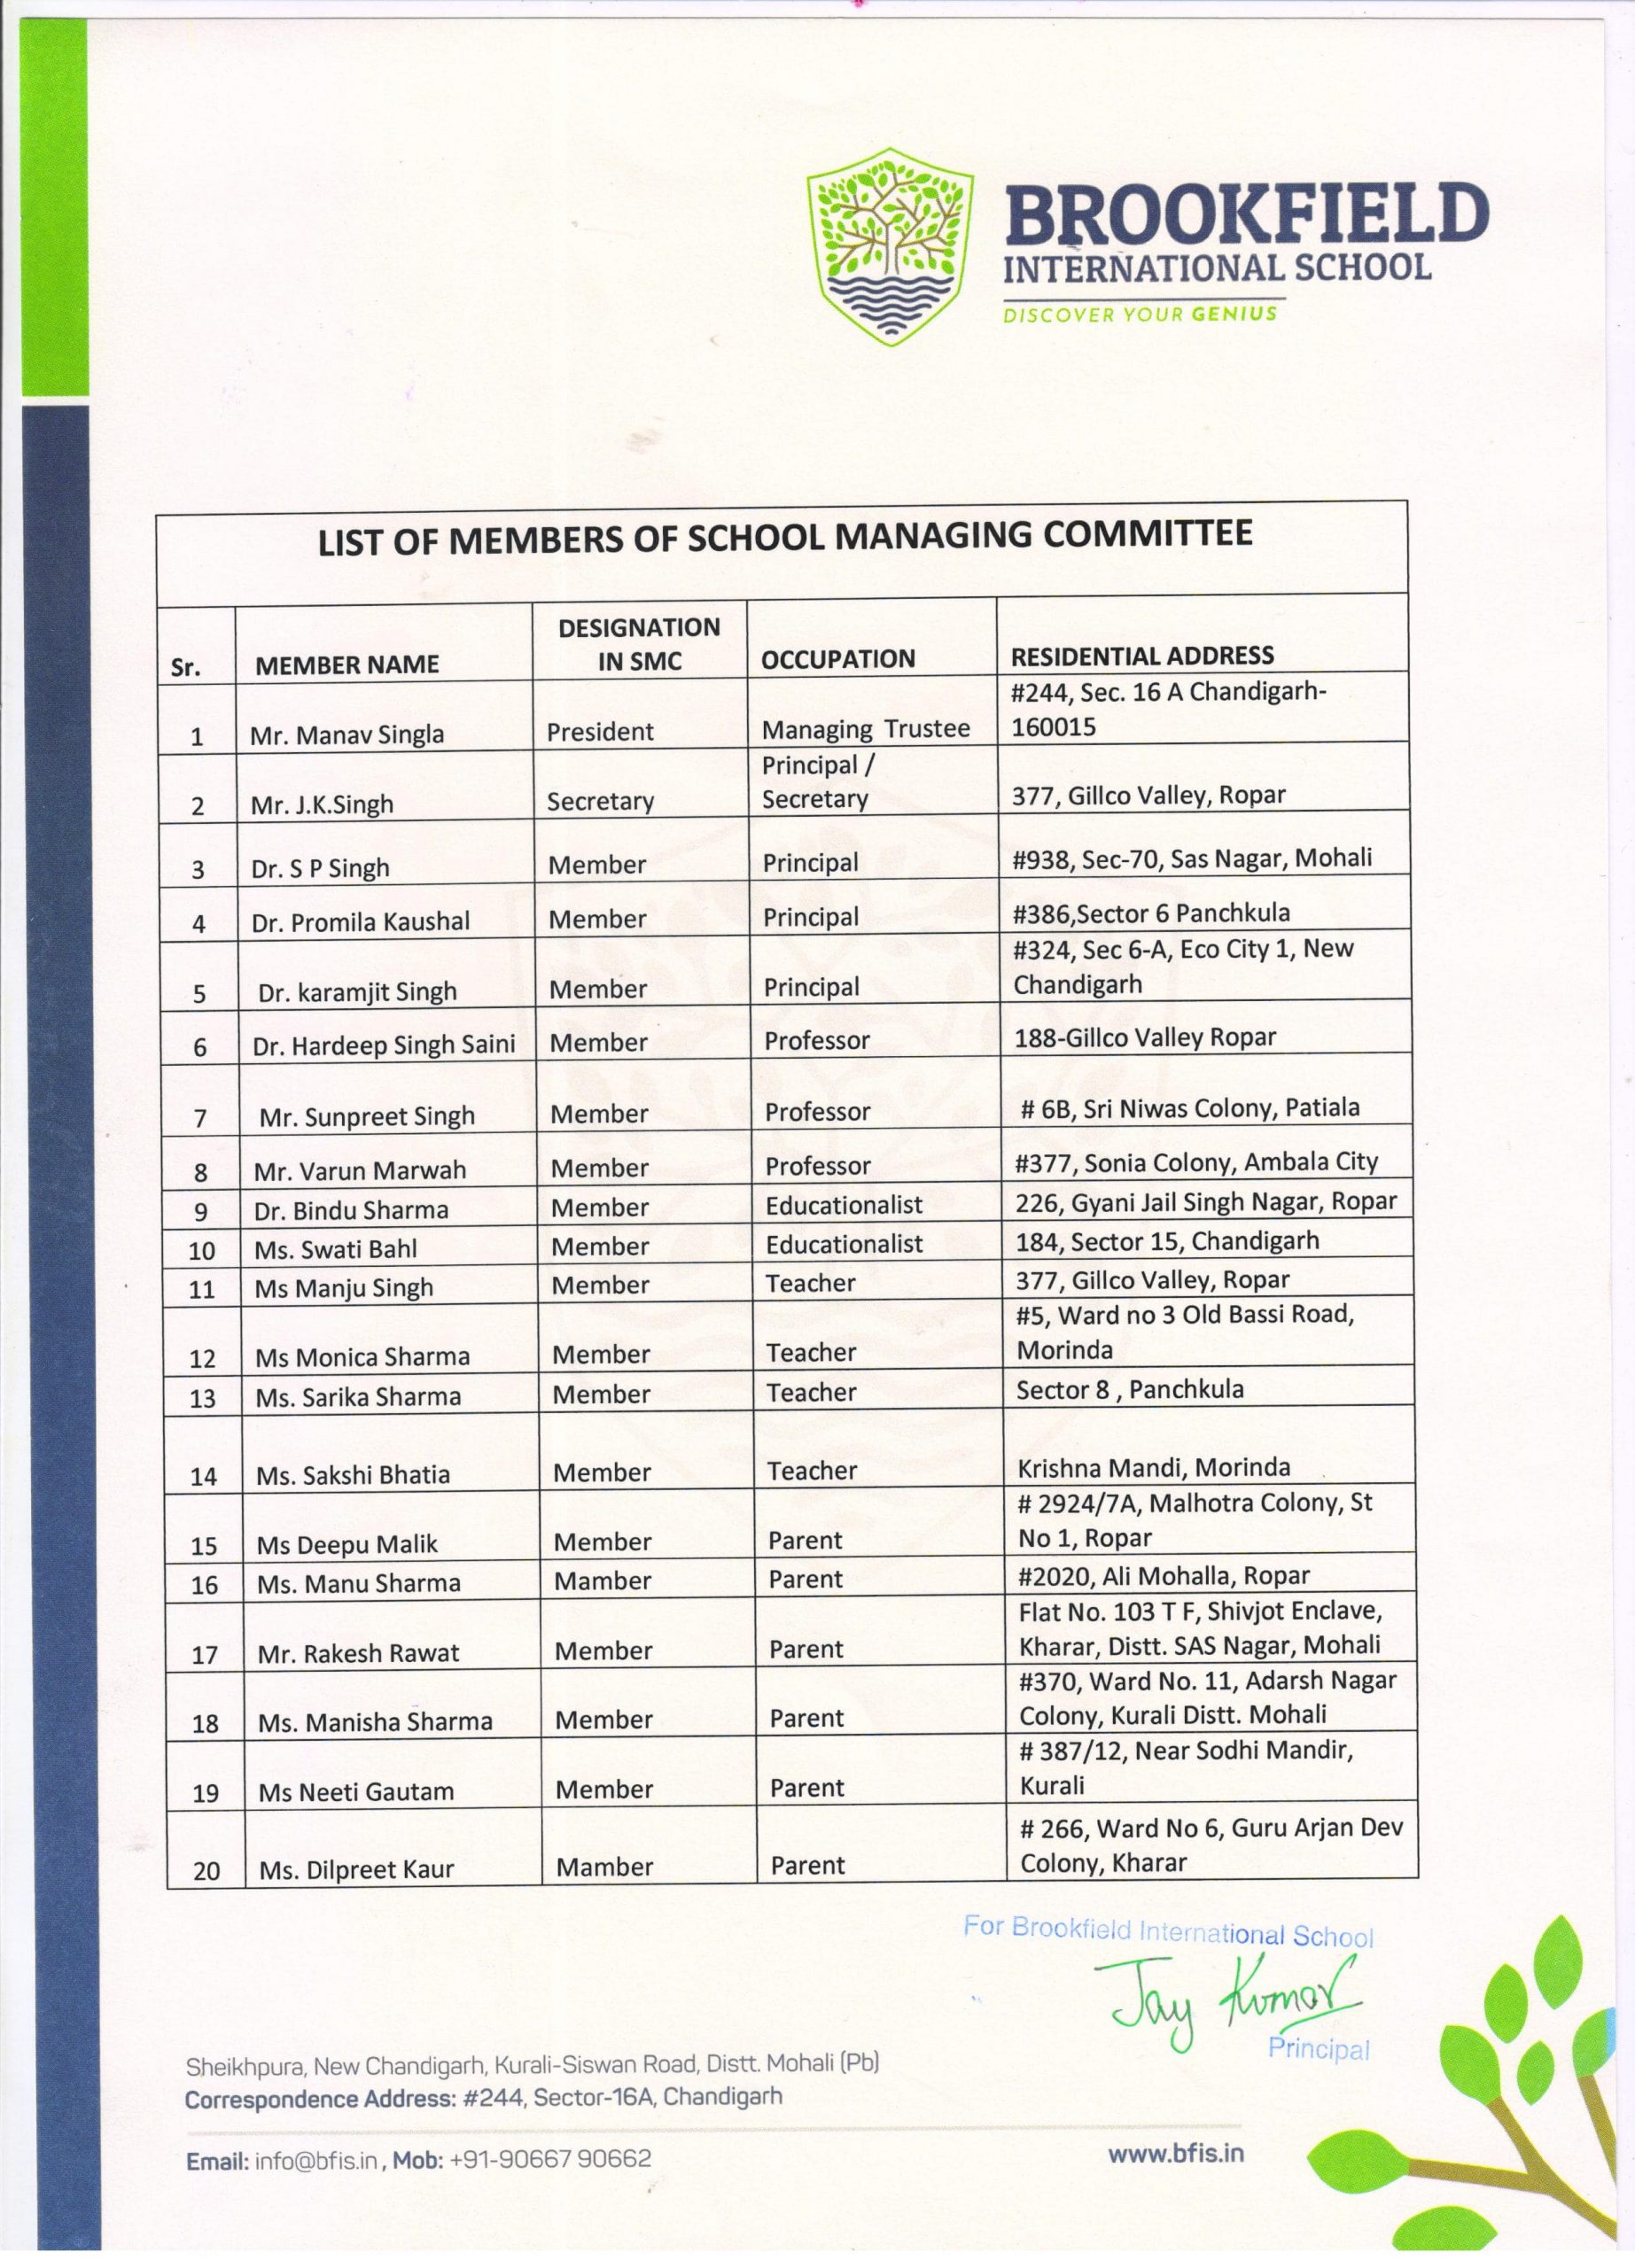 BROOKFIELD
INTERNATIONAL SCHOOL
DISCOVER YOUR GENIUS
LIST OF MEMBERS OF SCHOOL MANAGING COMMITTEE
Sr. MEMBER NAME DESIGNATION IN SMC OCCUPATION RESIDENTIAL ADDRESS
1 Mr. Manav Singla President Managing Trustee #244, Sec. 16 A Chandigarh-
160015
2 Mr. J.K.Singh Secretary Principal /
Secretary 377, Gillco Valley, Ropar
3 Dr. S P Singh Member Principal #938, Sec-70, Sas Nagar, Mohali
4 Dr. Promila Kaushal Member Principal #386,Sector 6 Panchkula
5 Dr. karamjit Singh Member Principal #324, Sec 6-A, Eco City 1, New
Chandigarh
6 Dr. Hardeep Singh Saini Member Professor 188-Gillco Valley Ropar
7 Mr. Sunpreet Singh Member Professor # 6B, Sri Niwas Colony, Patiala
8 Mr. Varun Marwah Member Professor #377, Sonia Colony, Ambala City
9 Dr. Bindu Sharma Member Educationalist 226, Gyani Jail Singh Nagar, Ropar
10 Ms. Swati Bahl Member Educationalist 184, Sector 15, Chandigarh
11 Ms Manju Singh Member Teacher 377, Gillco Valley, Ropar
12 Ms Monica Sharma Member Teacher #5, Ward no 3 Old Bassi Road,
Morinda
13 Ms. Sarika Sharma Member Teacher Sector 8 , Panchkula
14 Ms. Sakshi Bhatia Member Teacher Krishna Mandi, Morinda
15 Ms Deepu Malik Member Parent # 2924/7A, Malhotra Colony, St
No 1, Ropar
16 Ms. Manu Sharma Mamber Parent #2020, Ali Mohalla, Ropar
17 Mr. Rakesh Rawat Member Parent Flat No. 103 T F, Shivjot Enclave,
Kharar, Distt. SAS Nagar, Mohali
18 Ms. Manisha Sharma Member Parent #370, Ward No. 11, Adarsh Nagar
Colony, Kurali Distt. Mohali
19 Ms Neeti Gautam Member Parent # 387/12, Near Sodhi Mandir,
Kurali
20 Ms. Dilpreet Kaur Mamber Parent # 266, Ward No 6, Guru Arjan Dev
Colony, Kharar
For Brookfield International School
Jay Kumar
Principal
Sheikhpura, New Chandigarh, Kurali-Siswan Road, Distt. Mohali (Pb)
Correspondence Address: #244, Sector-16A, Chandigarh
Email: info@bfis.in, Mob: +91-90667 90662 www.bfis.in